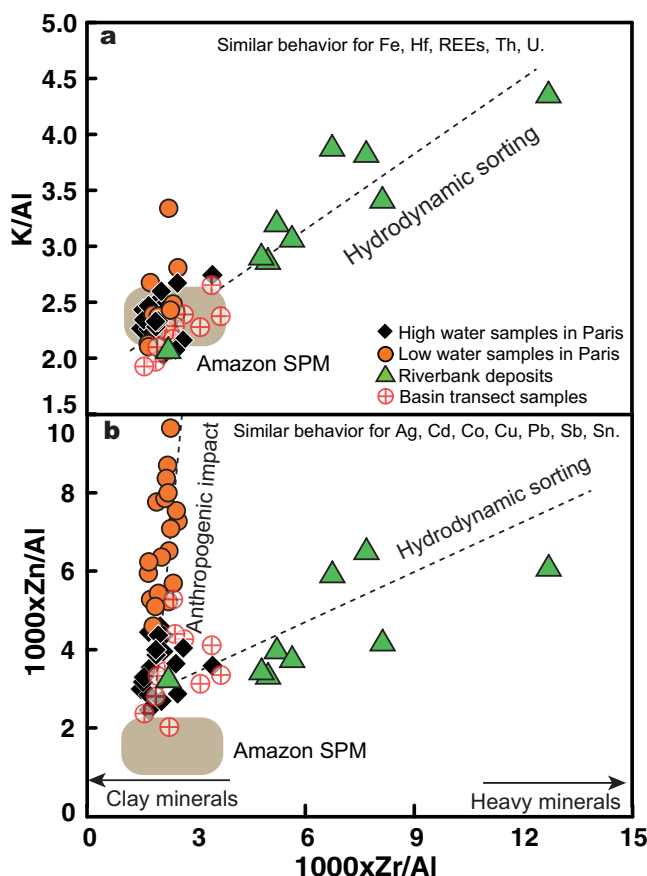 a
Similar behavior for Fe, Hf, REEs, Th, U.
5.0
4.5
4.0
3.5
3.0
2.5
2.0
1.5
K/Al
Hydrodynamic sorting
Amazon SPM
High water samples in Paris
Low water samples in Paris
Riverbank deposits
Basin transect samples
b
Similar behavior for Ag, Cd, Co, Cu, Pb, Sb, Sn.
10
8
6
4
2
0
1000xZn/Al
Anthropogenic impact
Hydrodynamic sorting
Amazon SPM
Clay minerals
Heavy minerals
0
3
6
9
12
15
1000xZr/Al